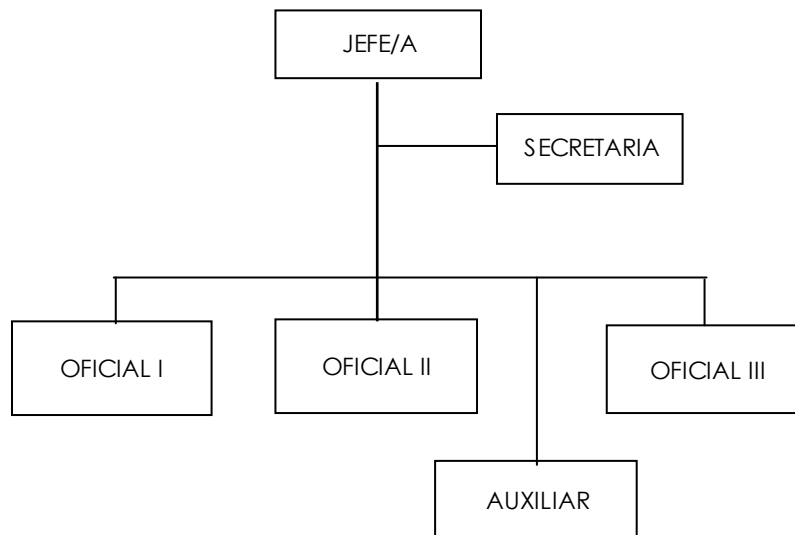 JEFE/A
SECRETARIA
OFICIAL I
OFICIAL II
OFICIAL III
AUXILIAR